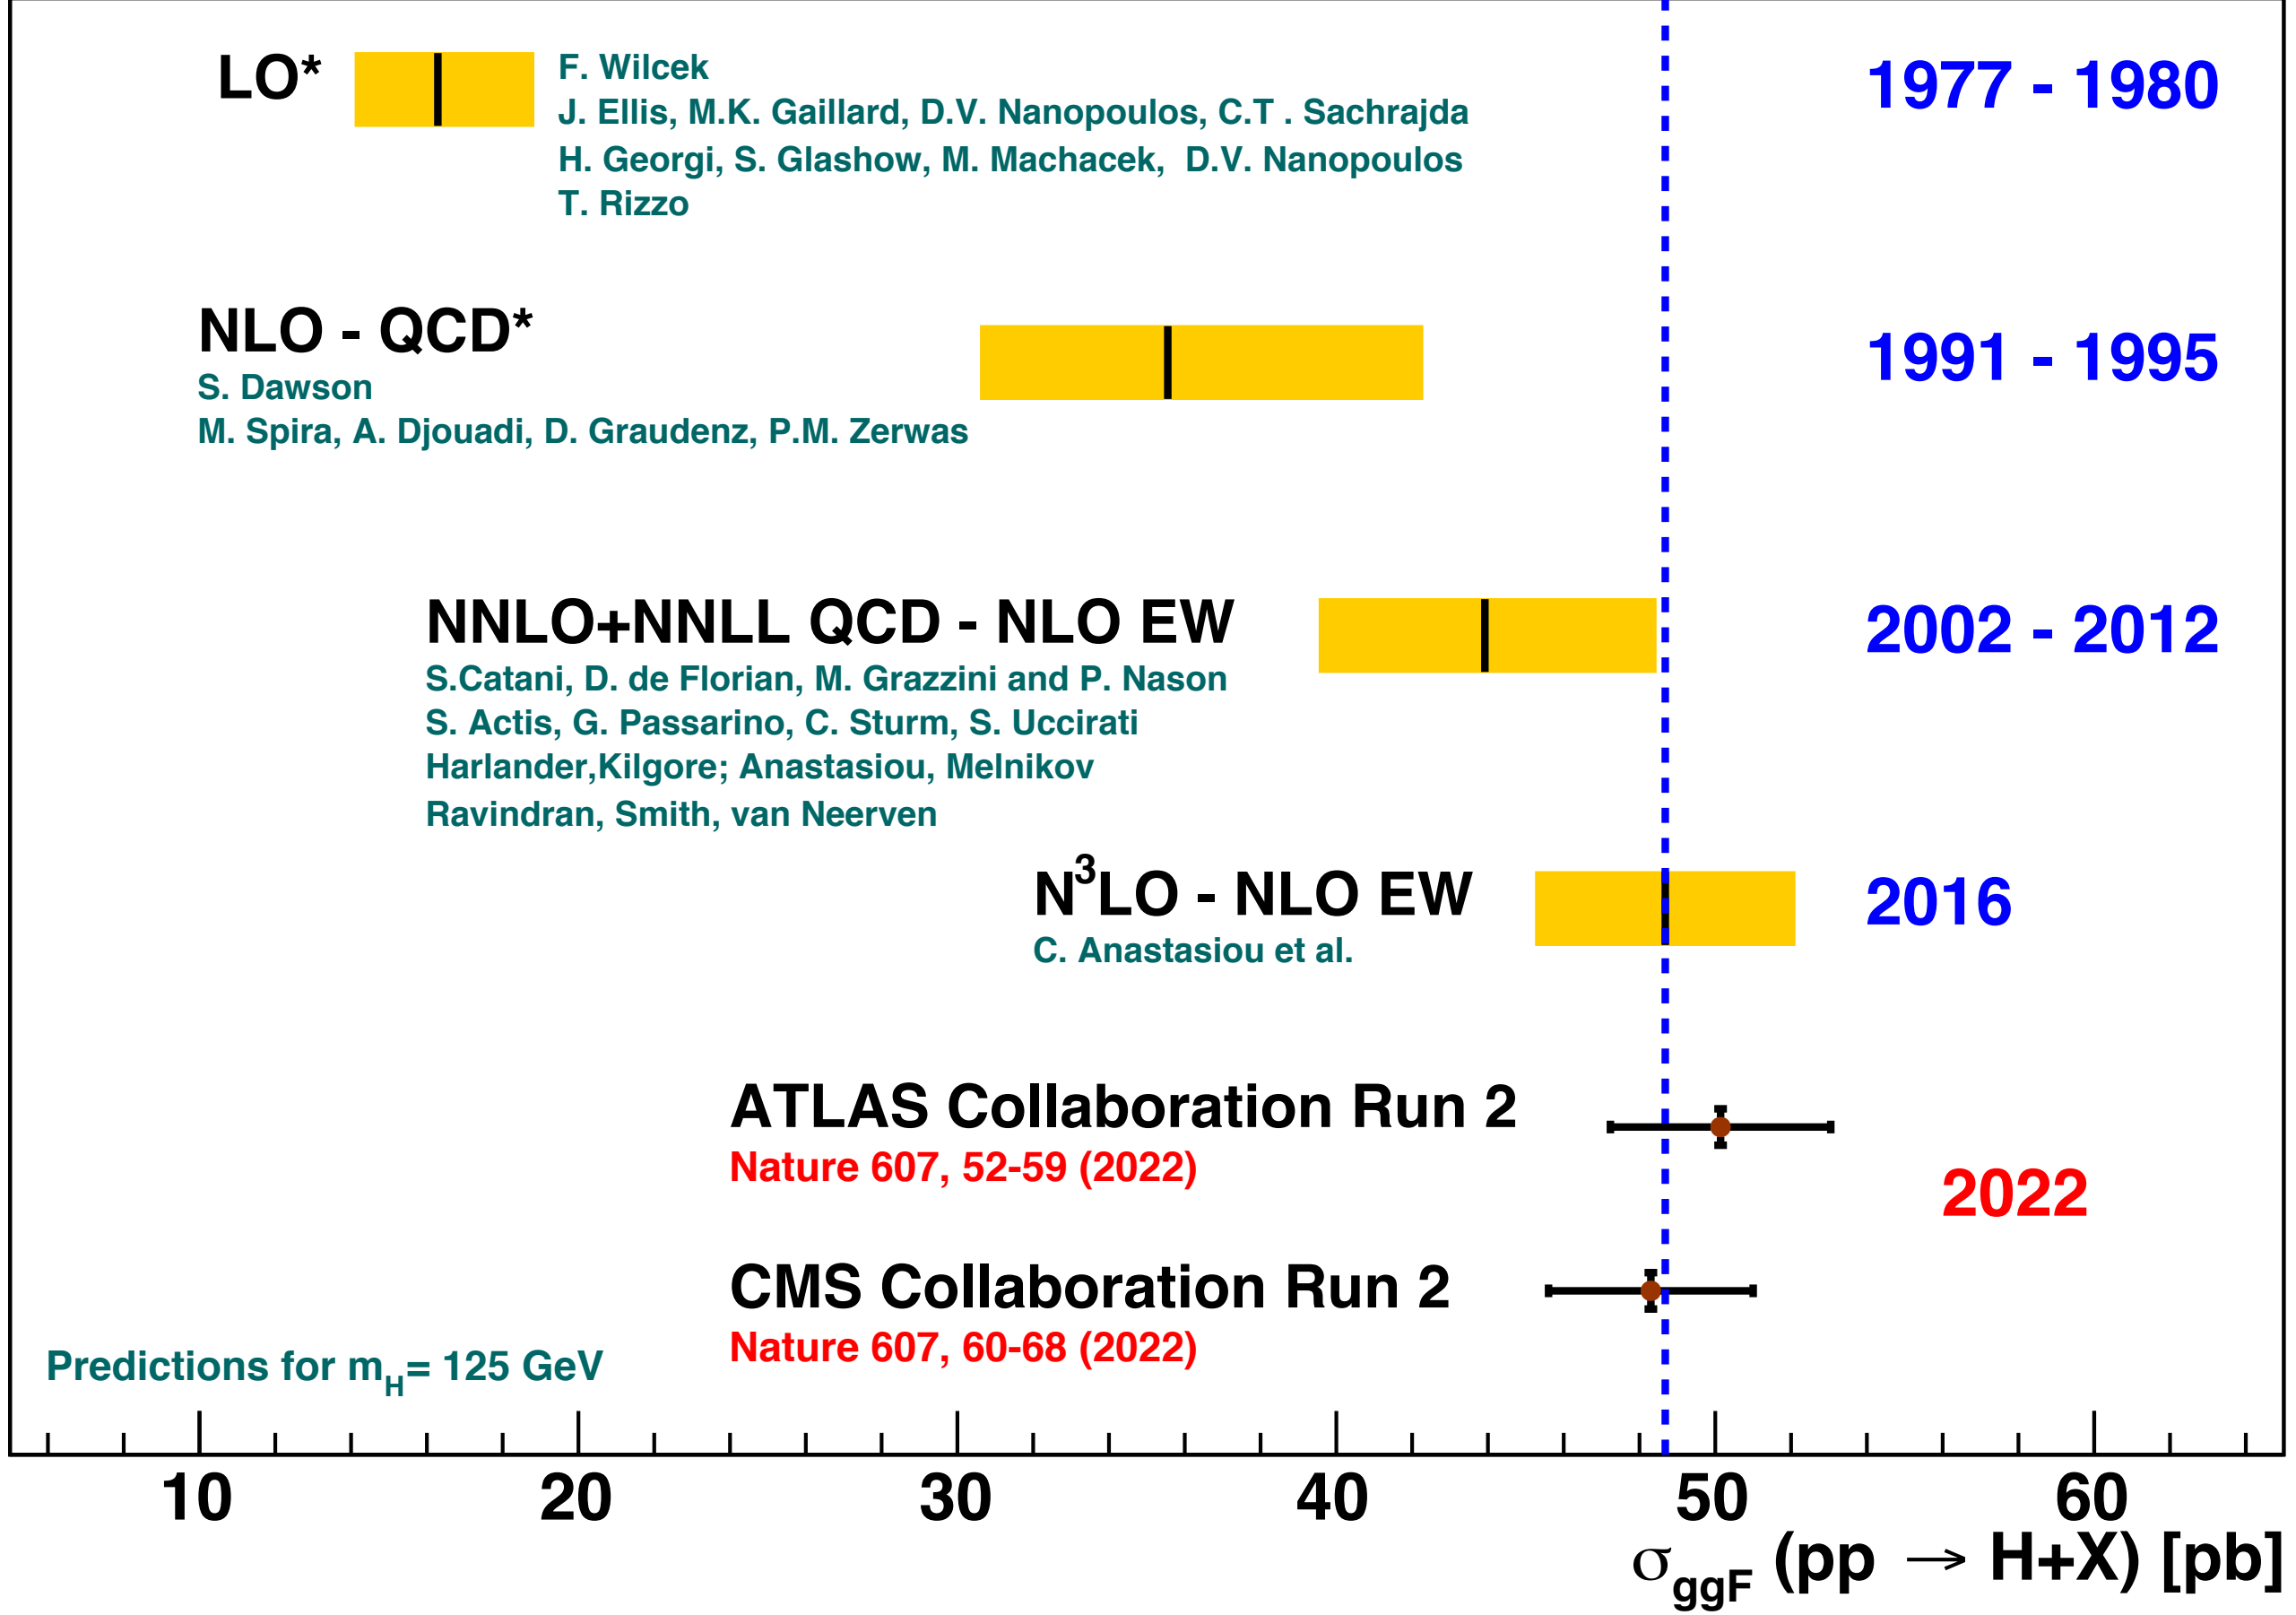 LO*
F. Wilcek
J. Ellis, M.K. Gaillard, D.V. Nanopoulos, C.T . Sachrajda
H. Georgi, S. Glashow, M. Machacek, D.V. Nanopoulos
T. Rizzo
1977 - 1980
NLO - QCD*
S. Dawson
M. Spira, A. Djouadi, D. Graudenz, P.M. Zerwas
1991 - 1995
NNLO+NNLL QCD - NLO EW
S.Catani, D. de Florian, M. Grazzini and P. Nason
S. Actis, G. Passarino, C. Sturm, S. Uccirati
Harlander,Kilgore; Anastasiou, Melnikov
Ravindran, Smith, van Neerven
2002 - 2012
N³LO - NLO EW
C. Anastasiou et al.
2016
ATLAS Collaboration Run 2
Nature 607, 52-59 (2022)
2022
CMS Collaboration Run 2
Nature 607, 60-68 (2022)
Predictions for m_H= 125 GeV
10 20 30 40 50 60
σ_ggF (pp → H+X) [pb]